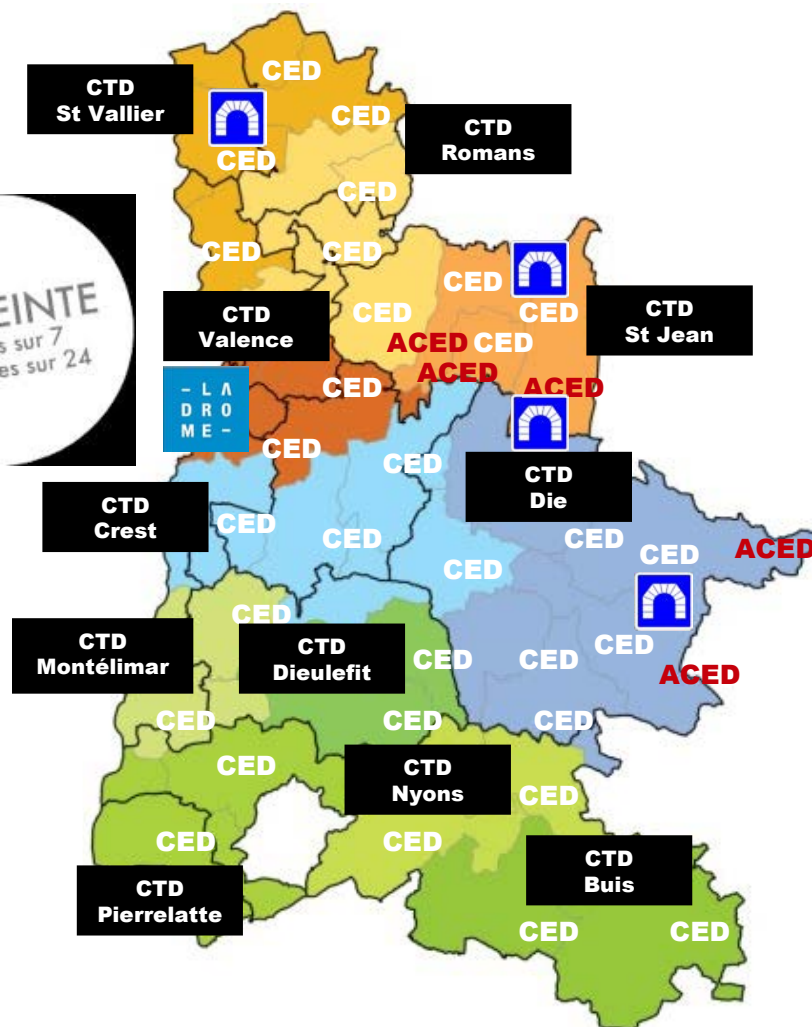 CED
CTD
St Vallier
CED
CTD
Romans
CED
CED
CED
CED
EINTE
s sur 7
es sur 24
CED
CED
CED
CTD
Valence
CTD
St Jean
ACED
CED
ACED
CED
ACED
– L A
D R O
M E –
CED
CED
CTD
Die
CTD
Crest
CED
CED
CED
CED
ACED
CED
CED
CTD
Montélimar
CTD
Dieulefit
CED
CED
CED
ACED
CED
CED
CED
CED
CTD
Nyons
CED
CED
CED
CTD
Buis
CTD
Pierrelatte
CED
CED